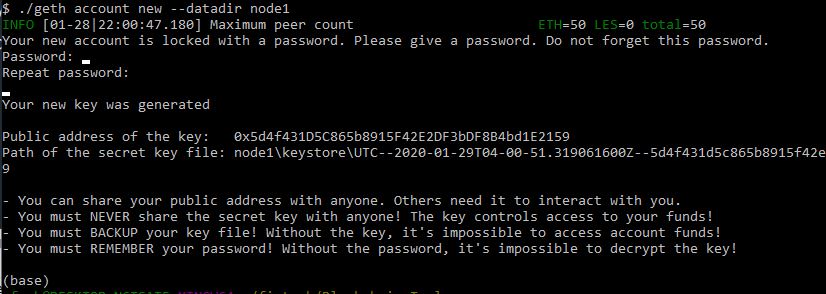 $ ./geth account new --datadir node1
INFO [01-28|22:00:47.180] Maximum peer count ETH=50 LES=0 total=50
Your new account is locked with a password. Please give a password. Do not forget this password.
Password:
Repeat password:
Your new key was generated
Public address of the key: 0x5d4f431D5C865b8915F42E2DF3bDF8B4bd1E2159
Path of the secret key file: node1\keystore\UTC--2020-01-29T04-00-51.319061600Z--5d4f431d5c865b8915f42e
9
- You can share your public address with anyone. Others need it to interact with you.
- You must NEVER share the secret key with anyone! The key controls access to your funds!
- You must BACKUP your key file! Without the key, it's impossible to access account funds!
- You must REMEMBER your password! Without the password, it's impossible to decrypt the key!
(base)